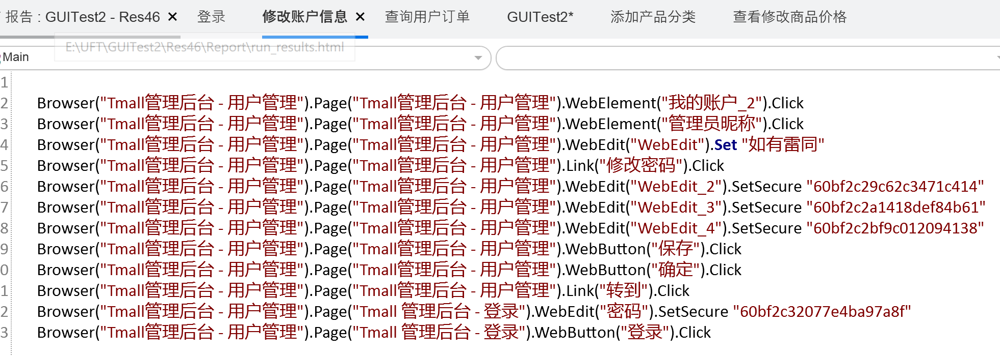 报告 : GUITest2 - Res46 × 登录 修改账户信息 × 查询用户订单 GUITest2* 添加产品分类 查看修改商品价格
E:\UFT\GUITest2\Res46\Report\run_results.html
Main
1
2 Browser("Tmall管理后台 - 用户管理").Page("Tmall管理后台 - 用户管理").WebElement("我的账户_2").Click
3 Browser("Tmall管理后台 - 用户管理").Page("Tmall管理后台 - 用户管理").WebElement("管理员昵称").Click
4 Browser("Tmall管理后台 - 用户管理").Page("Tmall管理后台 - 用户管理").WebEdit("WebEdit").Set "如有雷同"
5 Browser("Tmall管理后台 - 用户管理").Page("Tmall管理后台 - 用户管理").Link("修改密码").Click
6 Browser("Tmall管理后台 - 用户管理").Page("Tmall管理后台 - 用户管理").WebEdit("WebEdit_2").SetSecure "60bf2c29c62c3471c414"
7 Browser("Tmall管理后台 - 用户管理").Page("Tmall管理后台 - 用户管理").WebEdit("WebEdit_3").SetSecure "60bf2c2a1418def84b61"
8 Browser("Tmall管理后台 - 用户管理").Page("Tmall管理后台 - 用户管理").WebEdit("WebEdit_4").SetSecure "60bf2c2bf9c012094138"
9 Browser("Tmall管理后台 - 用户管理").Page("Tmall管理后台 - 用户管理").WebButton("保存").Click
0 Browser("Tmall管理后台 - 用户管理").Page("Tmall管理后台 - 用户管理").WebButton("确定").Click
1 Browser("Tmall管理后台 - 用户管理").Page("Tmall管理后台 - 用户管理").Link("转到").Click
2 Browser("Tmall管理后台 - 用户管理").Page("Tmall 管理后台 - 登录").WebEdit("密码").SetSecure "60bf2c32077e4ba97a8f"
3 Browser("Tmall管理后台 - 用户管理").Page("Tmall 管理后台 - 登录").WebButton("登录").Click